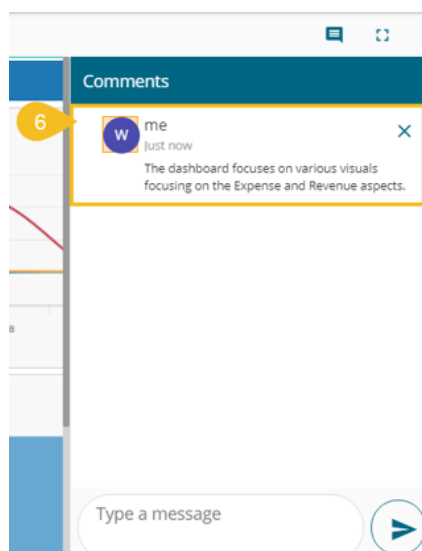 Comments
6
W
me
Just now
The dashboard focuses on various visuals
focusing on the Expense and Revenue aspects.
a
Type a message